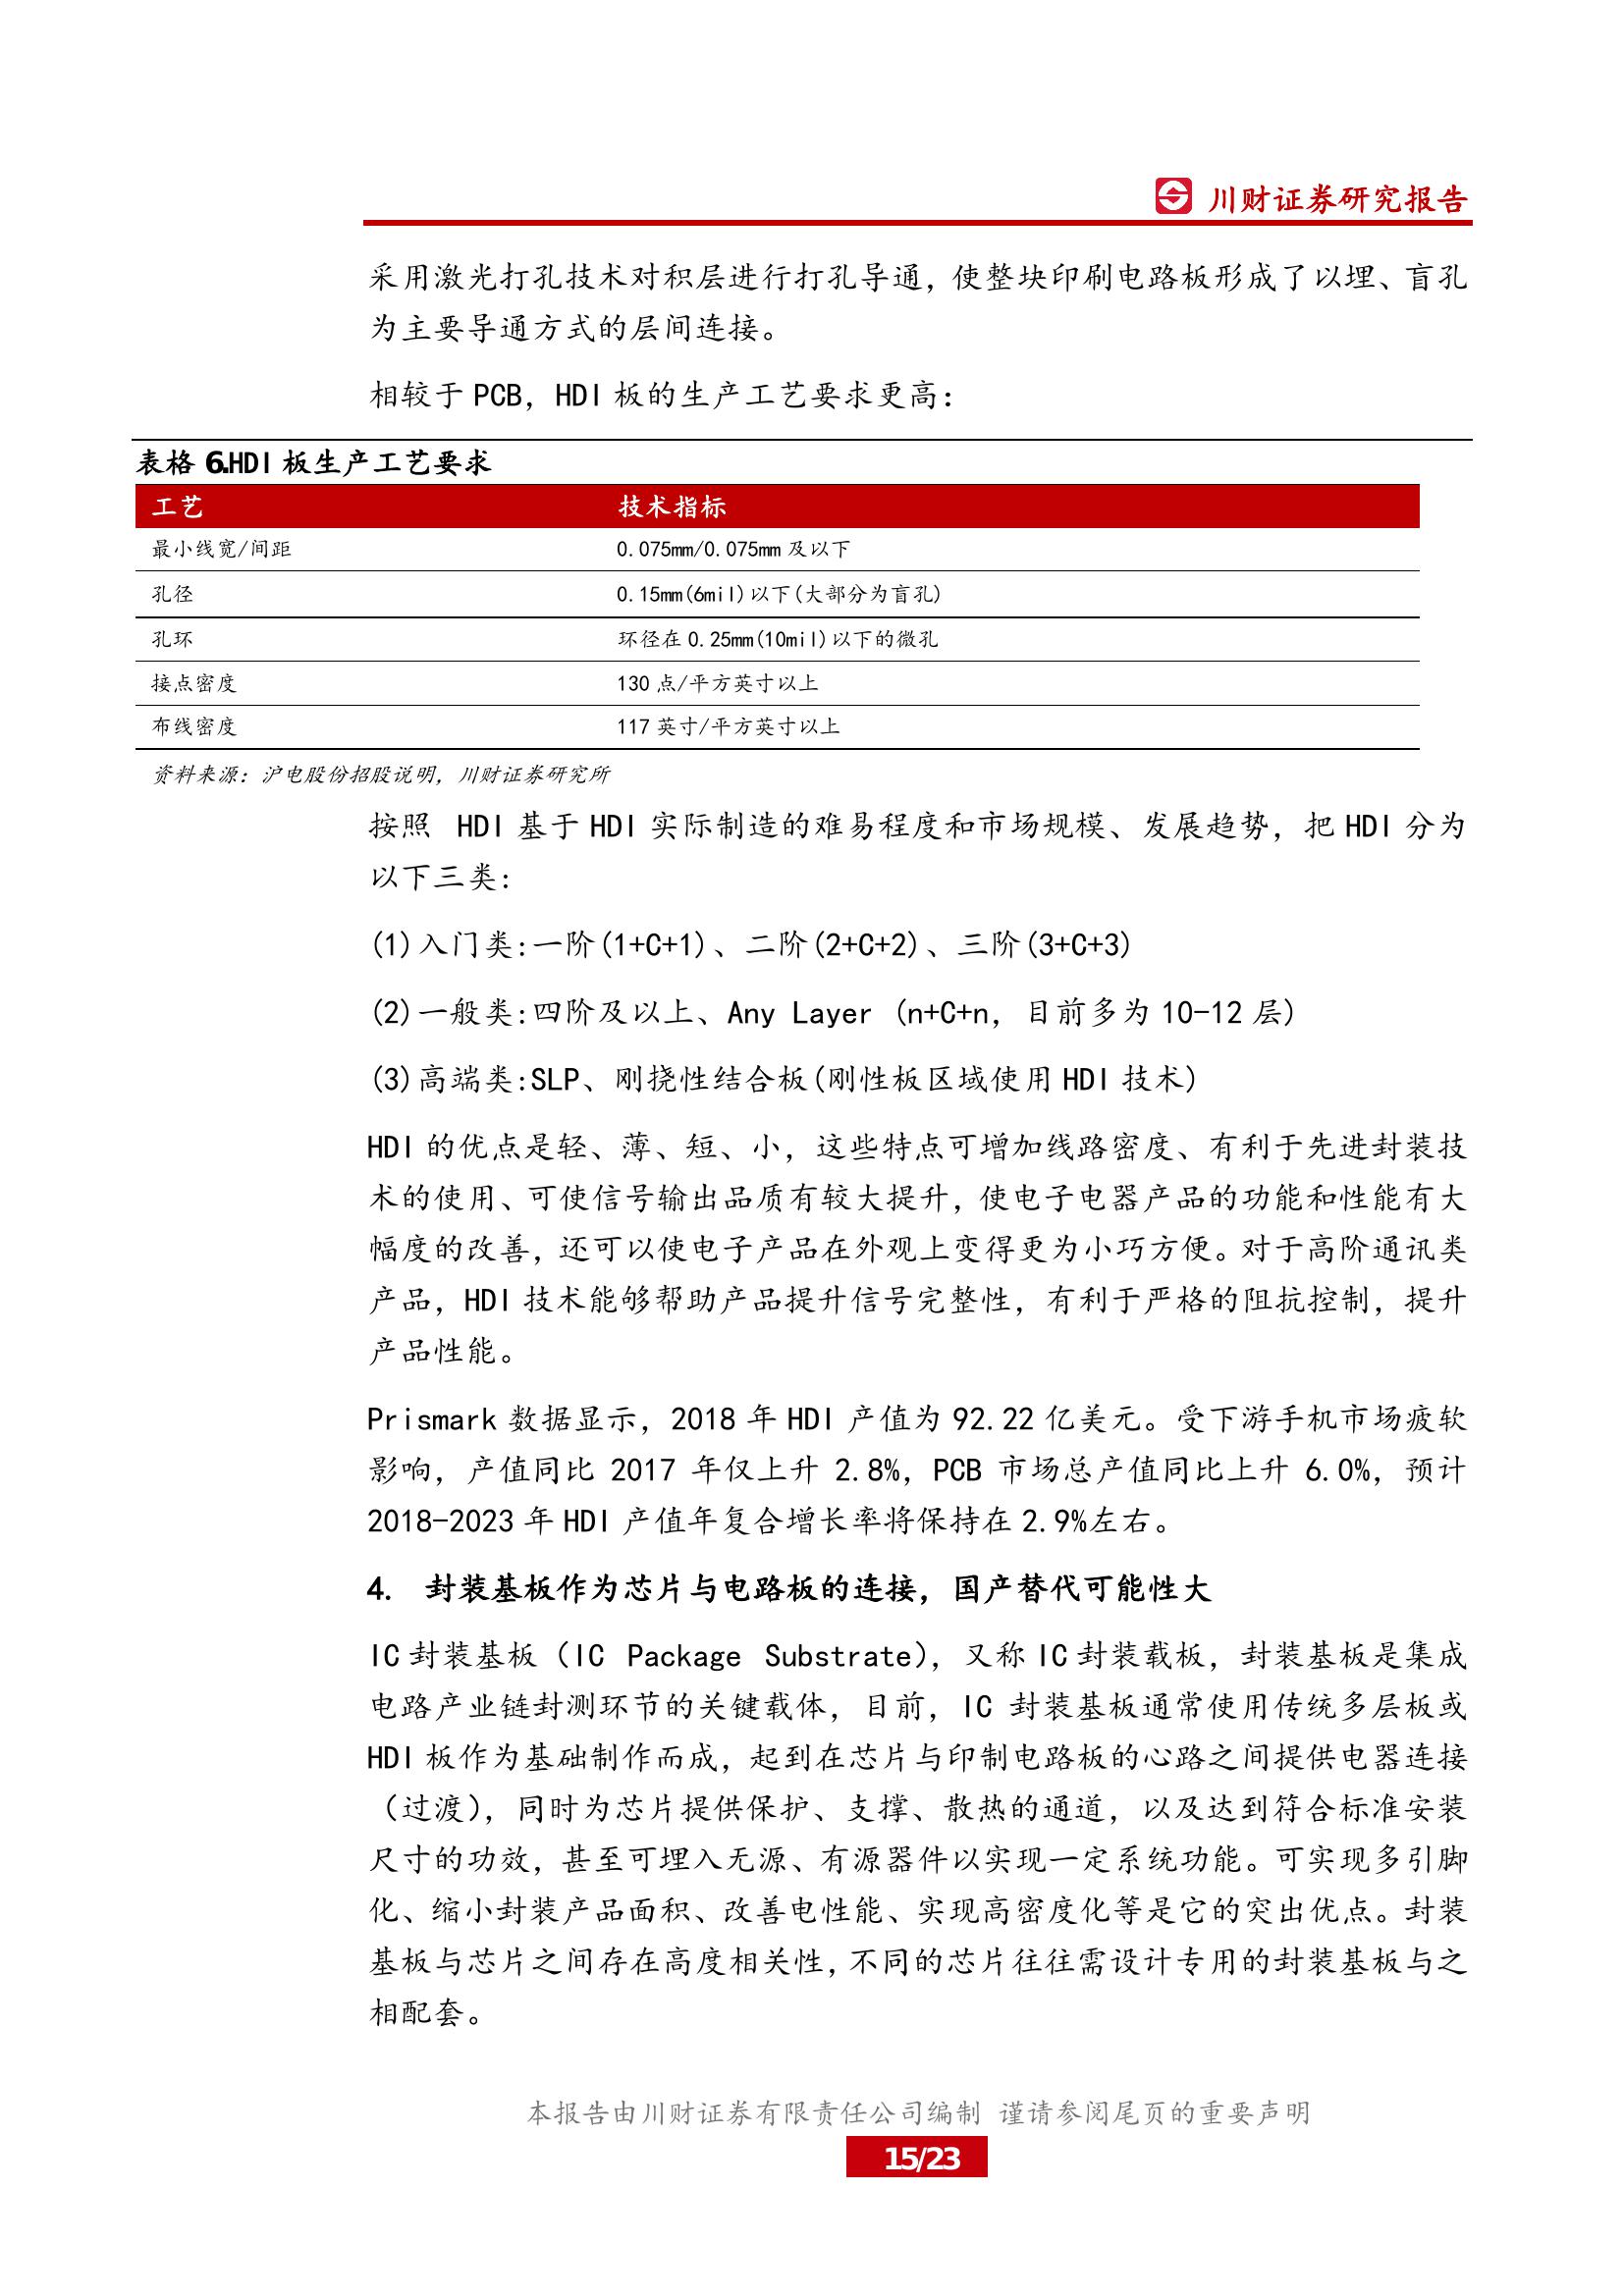 川财证券研究报告
采用激光打孔技术对积层进行打孔导通，使整块印刷电路板形成了以埋、盲孔
为主要导通方式的层间连接。
相较于 PCB，HDI 板的生产工艺要求更高：
表格 6.HDI 板生产工艺要求
工艺 技术指标
最小线宽/间距 0.075mm/0.075mm 及以下
孔径 0.15mm(6mil)以下(大部分为盲孔)
孔环 环径在 0.25mm(10mil)以下的微孔
接点密度 130 点/平方英寸以上
布线密度 117 英寸/平方英寸以上
资料来源：沪电股份招股说明，川财证券研究所
按照 HDI 基于 HDI 实际制造的难易程度和市场规模、发展趋势，把 HDI 分为
以下三类:
(1)入门类:一阶(1+C+1)、二阶(2+C+2)、三阶(3+C+3)
(2)一般类:四阶及以上、Any Layer (n+C+n，目前多为 10-12 层)
(3)高端类:SLP、刚挠性结合板(刚性板区域使用 HDI 技术)
HDI 的优点是轻、薄、短、小，这些特点可增加线路密度、有利于先进封装技
术的使用、可使信号输出品质有较大提升，使电子电器产品的功能和性能有大
幅度的改善，还可以使电子产品在外观上变得更为小巧方便。对于高阶通讯类
产品，HDI 技术能够帮助产品提升信号完整性，有利于严格的阻抗控制，提升
产品性能。
Prismark 数据显示，2018 年 HDI 产值为 92.22 亿美元。受下游手机市场疲软
影响，产值同比 2017 年仅上升 2.8%，PCB 市场总产值同比上升 6.0%，预计
2018-2023 年 HDI 产值年复合增长率将保持在 2.9%左右。
4. 封装基板作为芯片与电路板的连接，国产替代可能性大
IC 封装基板（IC Package Substrate），又称 IC 封装载板，封装基板是集成
电路产业链封测环节的关键载体，目前，IC 封装基板通常使用传统多层板或
HDI 板作为基础制作而成，起到在芯片与印制电路板的心路之间提供电器连接
（过渡），同时为芯片提供保护、支撑、散热的通道，以及达到符合标准安装
尺寸的功效，甚至可埋入无源、有源器件以实现一定系统功能。可实现多引脚
化、缩小封装产品面积、改善电性能、实现高密度化等是它的突出优点。封装
基板与芯片之间存在高度相关性，不同的芯片往往需设计专用的封装基板与之
相配套。
本报告由川财证券有限责任公司编制 谨请参阅尾页的重要声明
15/23